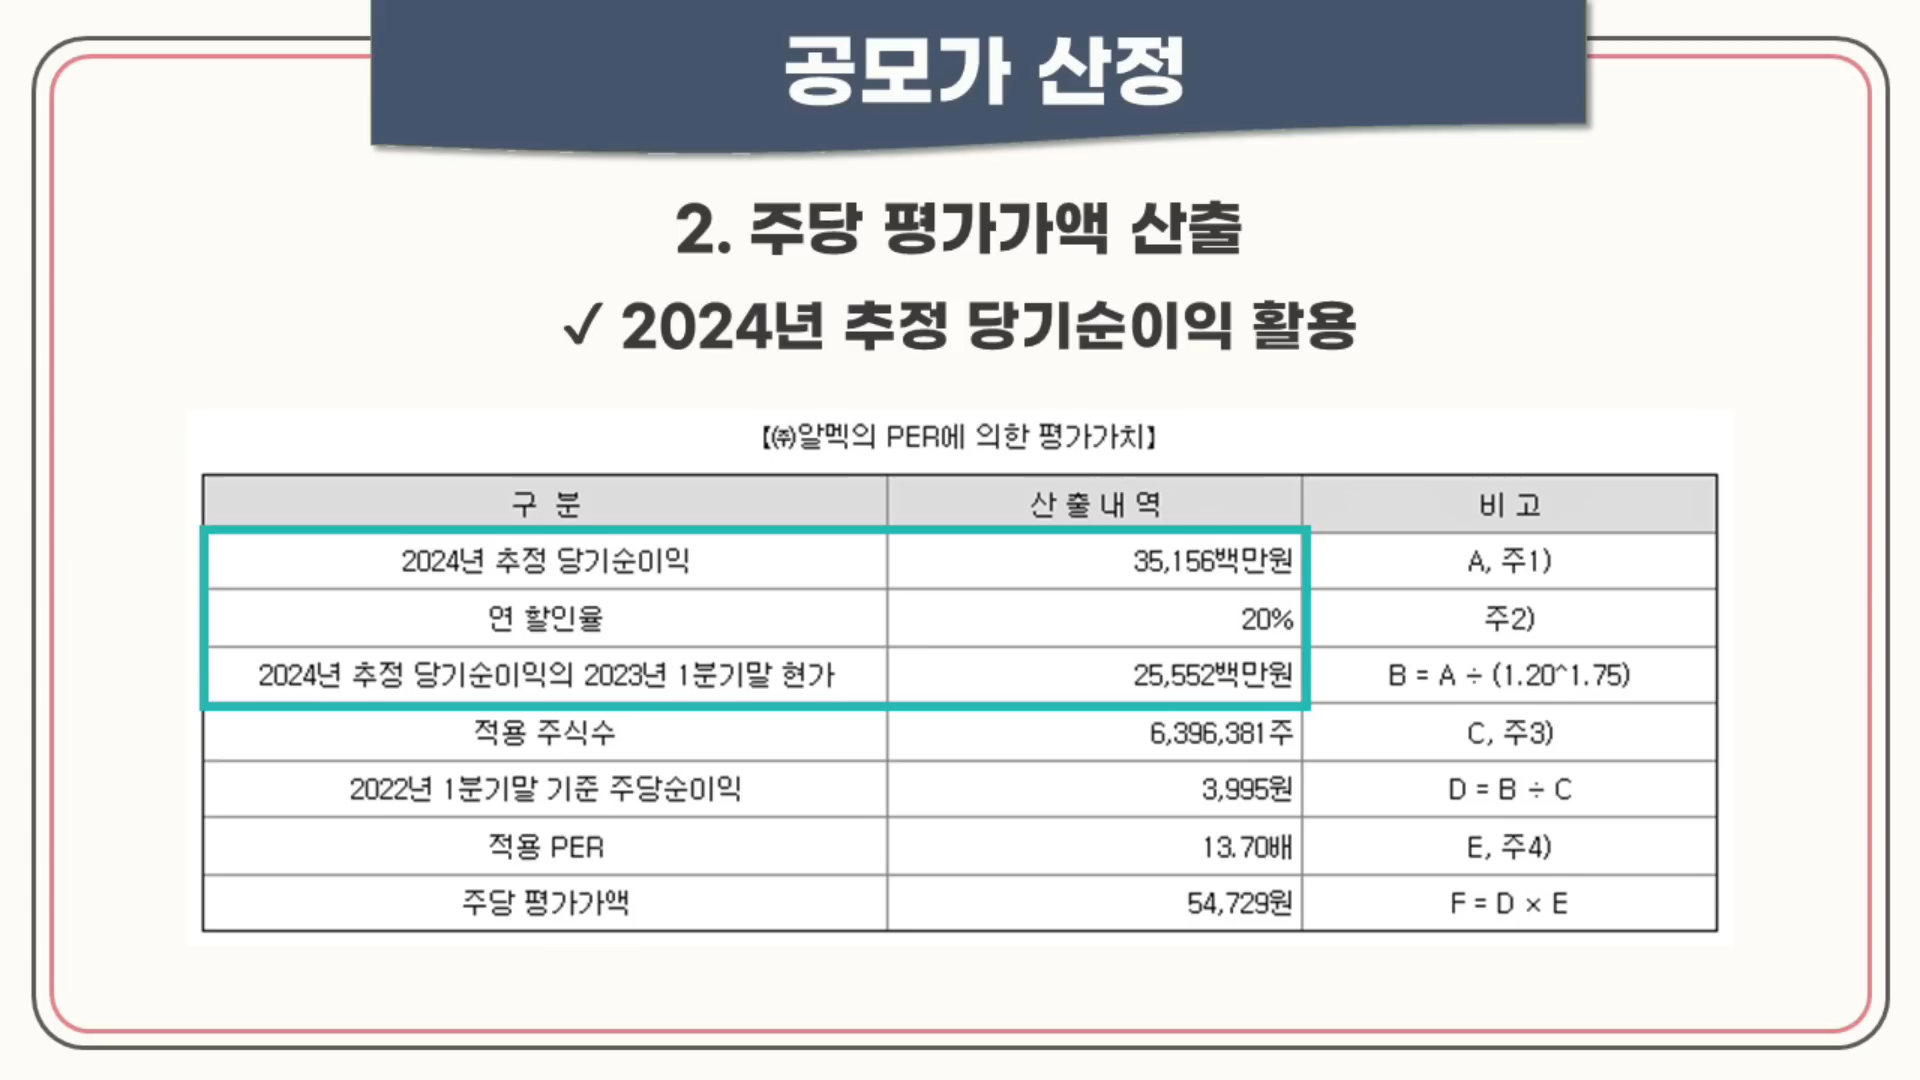 공모가 산정
2. 주당 평가가액 산출
✓ 2024년 추정 당기순이익 활용
【㈜알멕의 PER에 의한 평가가치】
구 분 산 출 내 역 비 고
2024년 추정 당기순이익 35,156백만원 A, 주1)
연 할인율 20% 주2)
2024년 추정 당기순이익의 2023년 1분기말 현가 25,552백만원 B = A ÷ (1.20^1.75)
적용 주식수 6,396,381주 C, 주3)
2022년 1분기말 기준 주당순이익 3,995원 D = B ÷ C
적용 PER 13.70배 E, 주4)
주당 평가가액 54,729원 F = D × E